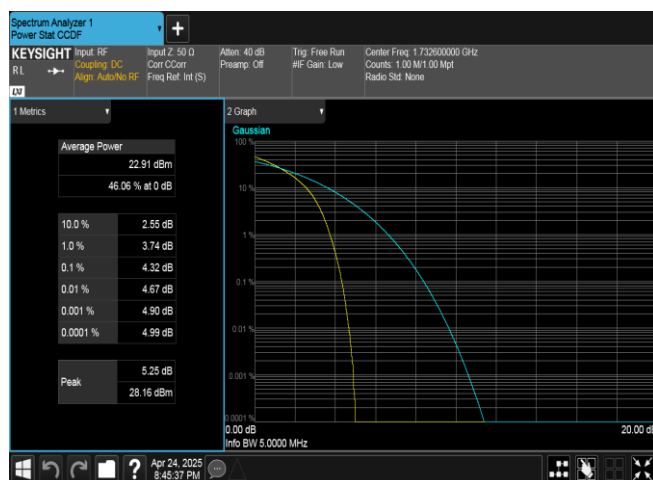 Spectrum Analyzer 1
Power Stat CCDF
+
KEYSIGHT
RL
LXI
Input: RF
Coupling: DC
Align: Auto/No RF
Input Z: 50 Ω
Corr CCorr
Freq Ref: Int (S)
Atten: 40 dB
Preamp: Off
Trig: Free Run
#IF Gain: Low
Center Freq: 1.732600000 GHz
Counts: 1.00 M/1.00 Mpt
Radio Std: None
1 Metrics
Average Power
22.91 dBm
46.06 % at 0 dB
10.0 % 2.55 dB
1.0 % 3.74 dB
0.1 % 4.32 dB
0.01 % 4.67 dB
0.001 % 4.90 dB
0.0001 % 4.99 dB
Peak
5.25 dB
28.16 dBm
2 Graph
Gaussian
100 %
10 %
1 %
0.1 %
0.01 %
0.001 %
0.0001 %
0.00 dB
20.00 dB
Info BW 5.0000 MHz
?
Apr 24, 2025
8:45:37 PM